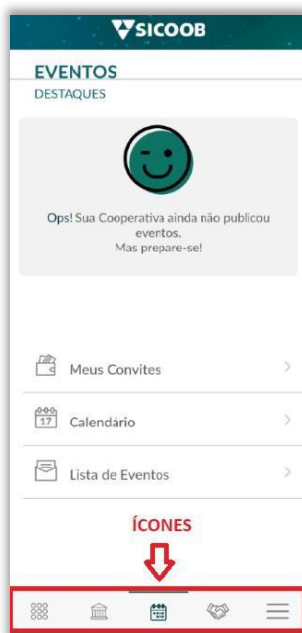 SICOOB
EVENTOS
DESTAQUES
Ops! Sua Cooperativa ainda não publicou
eventos.
Mas prepare-se!
Meus Convites
17
Calendário
Lista de Eventos
ÍCONES